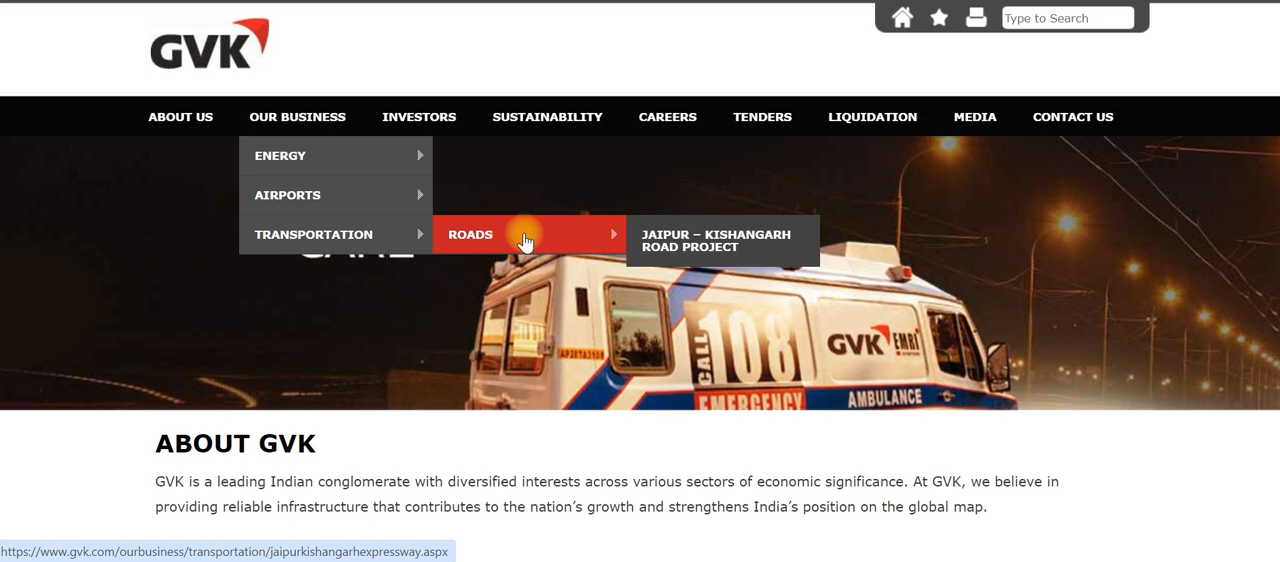 GVK
Type to Search
ABOUT US OUR BUSINESS INVESTORS SUSTAINABILITY CAREERS TENDERS LIQUIDATION MEDIA CONTACT US
ENERGY
AIRPORTS
TRANSPORTATION
ROADS
JAIPUR – KISHANGARH
ROAD PROJECT
CARE
CALL
108
EMERGENCY
GVK EMRI
AMBULANCE
ABOUT GVK
GVK is a leading Indian conglomerate with diversified interests across various sectors of economic significance. At GVK, we believe in
providing reliable infrastructure that contributes to the nation’s growth and strengthens India’s position on the global map.
https://www.gvk.com/ourbusiness/transportation/jaipurkishangarhexpressway.aspx